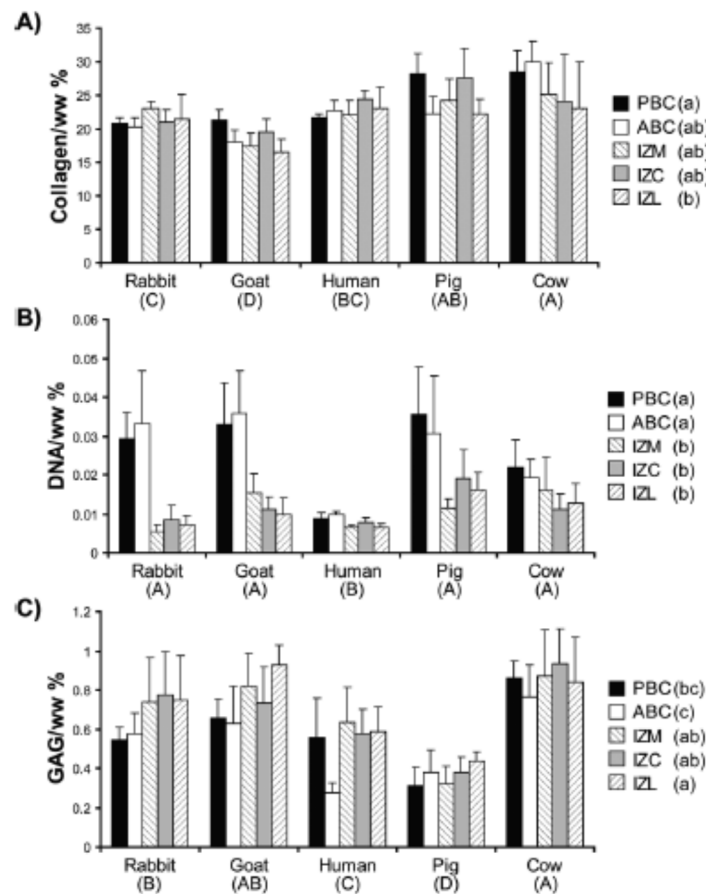 A)
Collagen/ww %
35
30
25
20
15
10
5
0
Rabbit Goat Human Pig Cow
(C) (D) (BC) (AB) (A)
PBC(a)
ABC(ab)
IZM (ab)
IZC (ab)
IZL (b)
B)
DNA/ww %
0.06
0.05
0.04
0.03
0.02
0.01
0
Rabbit Goat Human Pig Cow
(A) (A) (B) (A) (A)
PBC(a)
ABC(a)
IZM (b)
IZC (b)
IZL (b)
C)
GAG/ww %
1.2
1
0.8
0.6
0.4
0.2
0
Rabbit Goat Human Pig Cow
(B) (AB) (C) (D) (A)
PBC(bc)
ABC(c)
IZM (ab)
IZC (ab)
IZL (a)